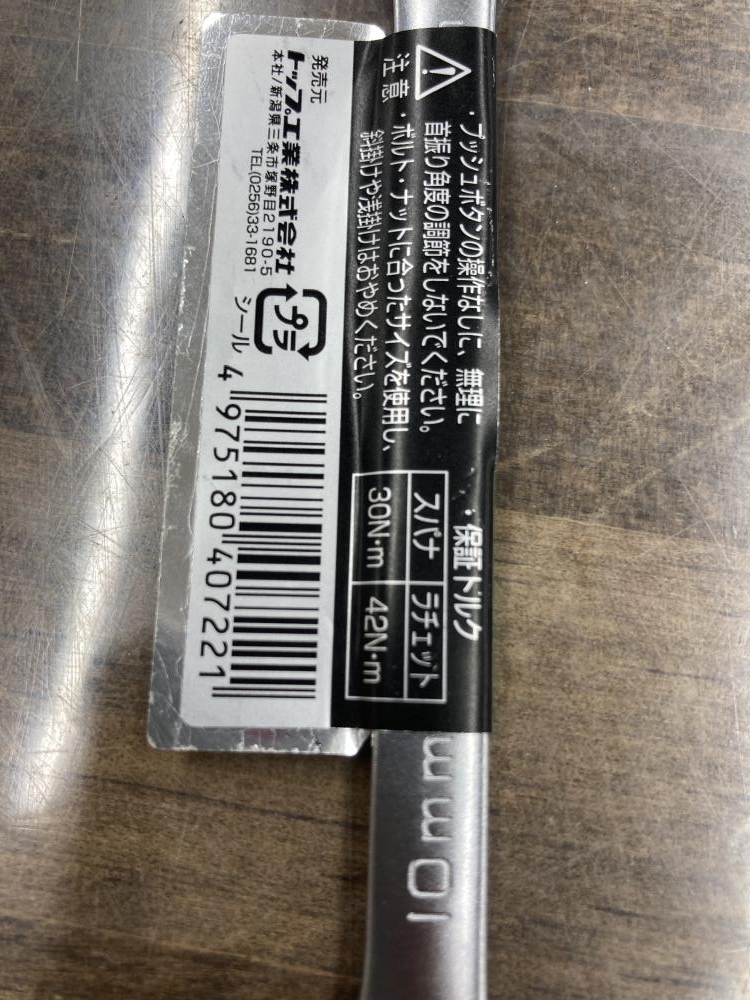 注意
・プッシュボタンの操作なしに、無理に
首振り角度の調節をしないでください。
・ボルト・ナットに合ったサイズを使用し、
斜掛けや浅掛けはおやめください。
・保証トルク
スパナ ラチェット
30N・m 42N・m
発売元
トップ工業株式会社
本社/新潟県三条市塚野目2190-5
TEL(0256)33-1681
プラ
シール
4 975180 407221
10mm